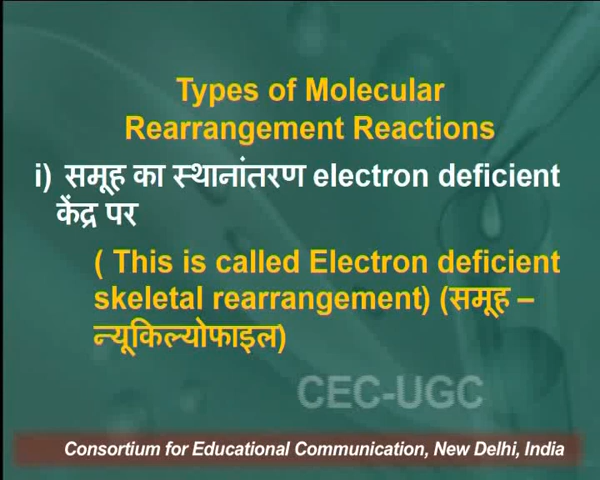 Types of Molecular
Rearrangement Reactions
i) समूह का स्थानांतरण electron deficient
केंद्र पर
( This is called Electron deficient
skeletal rearrangement) (समूह –
न्यूकिल्योफाइल)
CEC-UGC
Consortium for Educational Communication, New Delhi, India